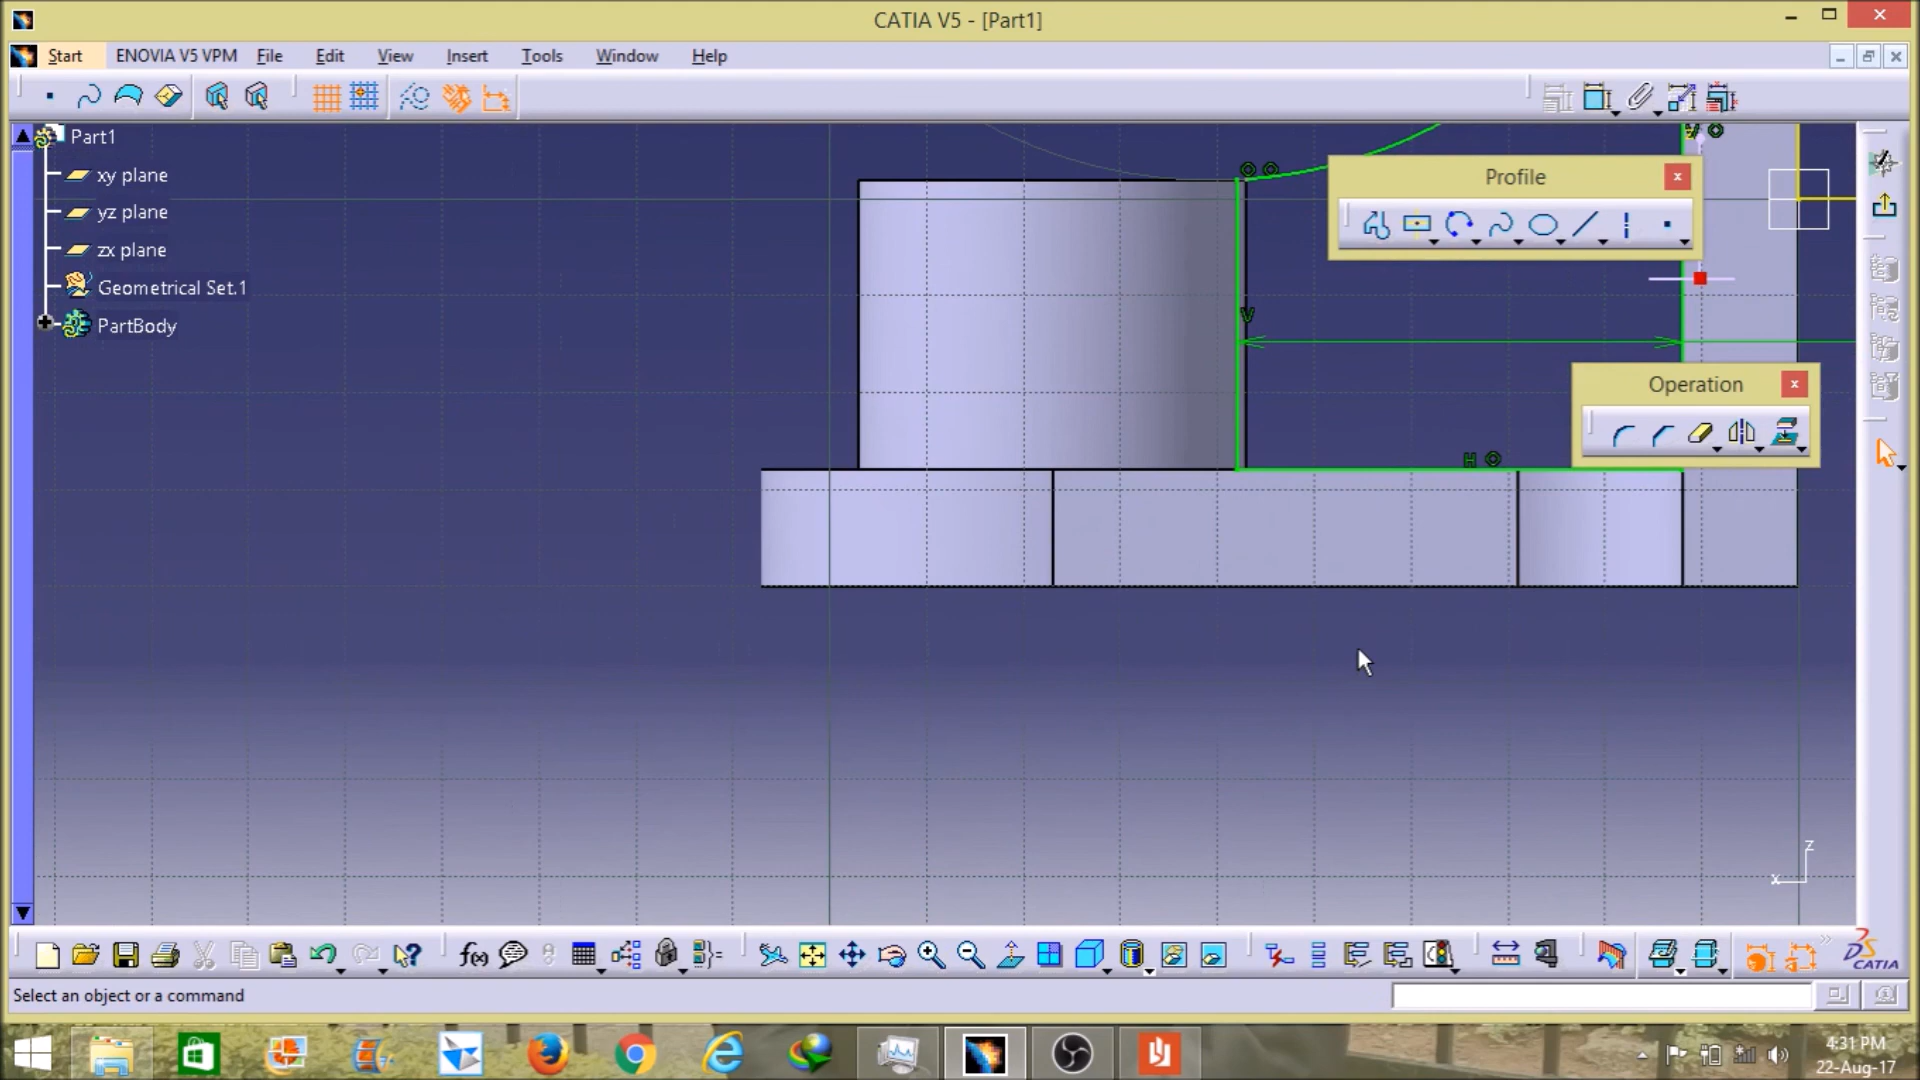 CATIA V5 - [Part1]
Start ENOVIA V5 VPM File Edit View Insert Tools Window Help
Part1
xy plane
yz plane
zx plane
Geometrical Set.1
PartBody
Profile
V
Operation
H
z
x
f(x)
CATIA
Select an object or a command
4:31 PM
22-Aug-17